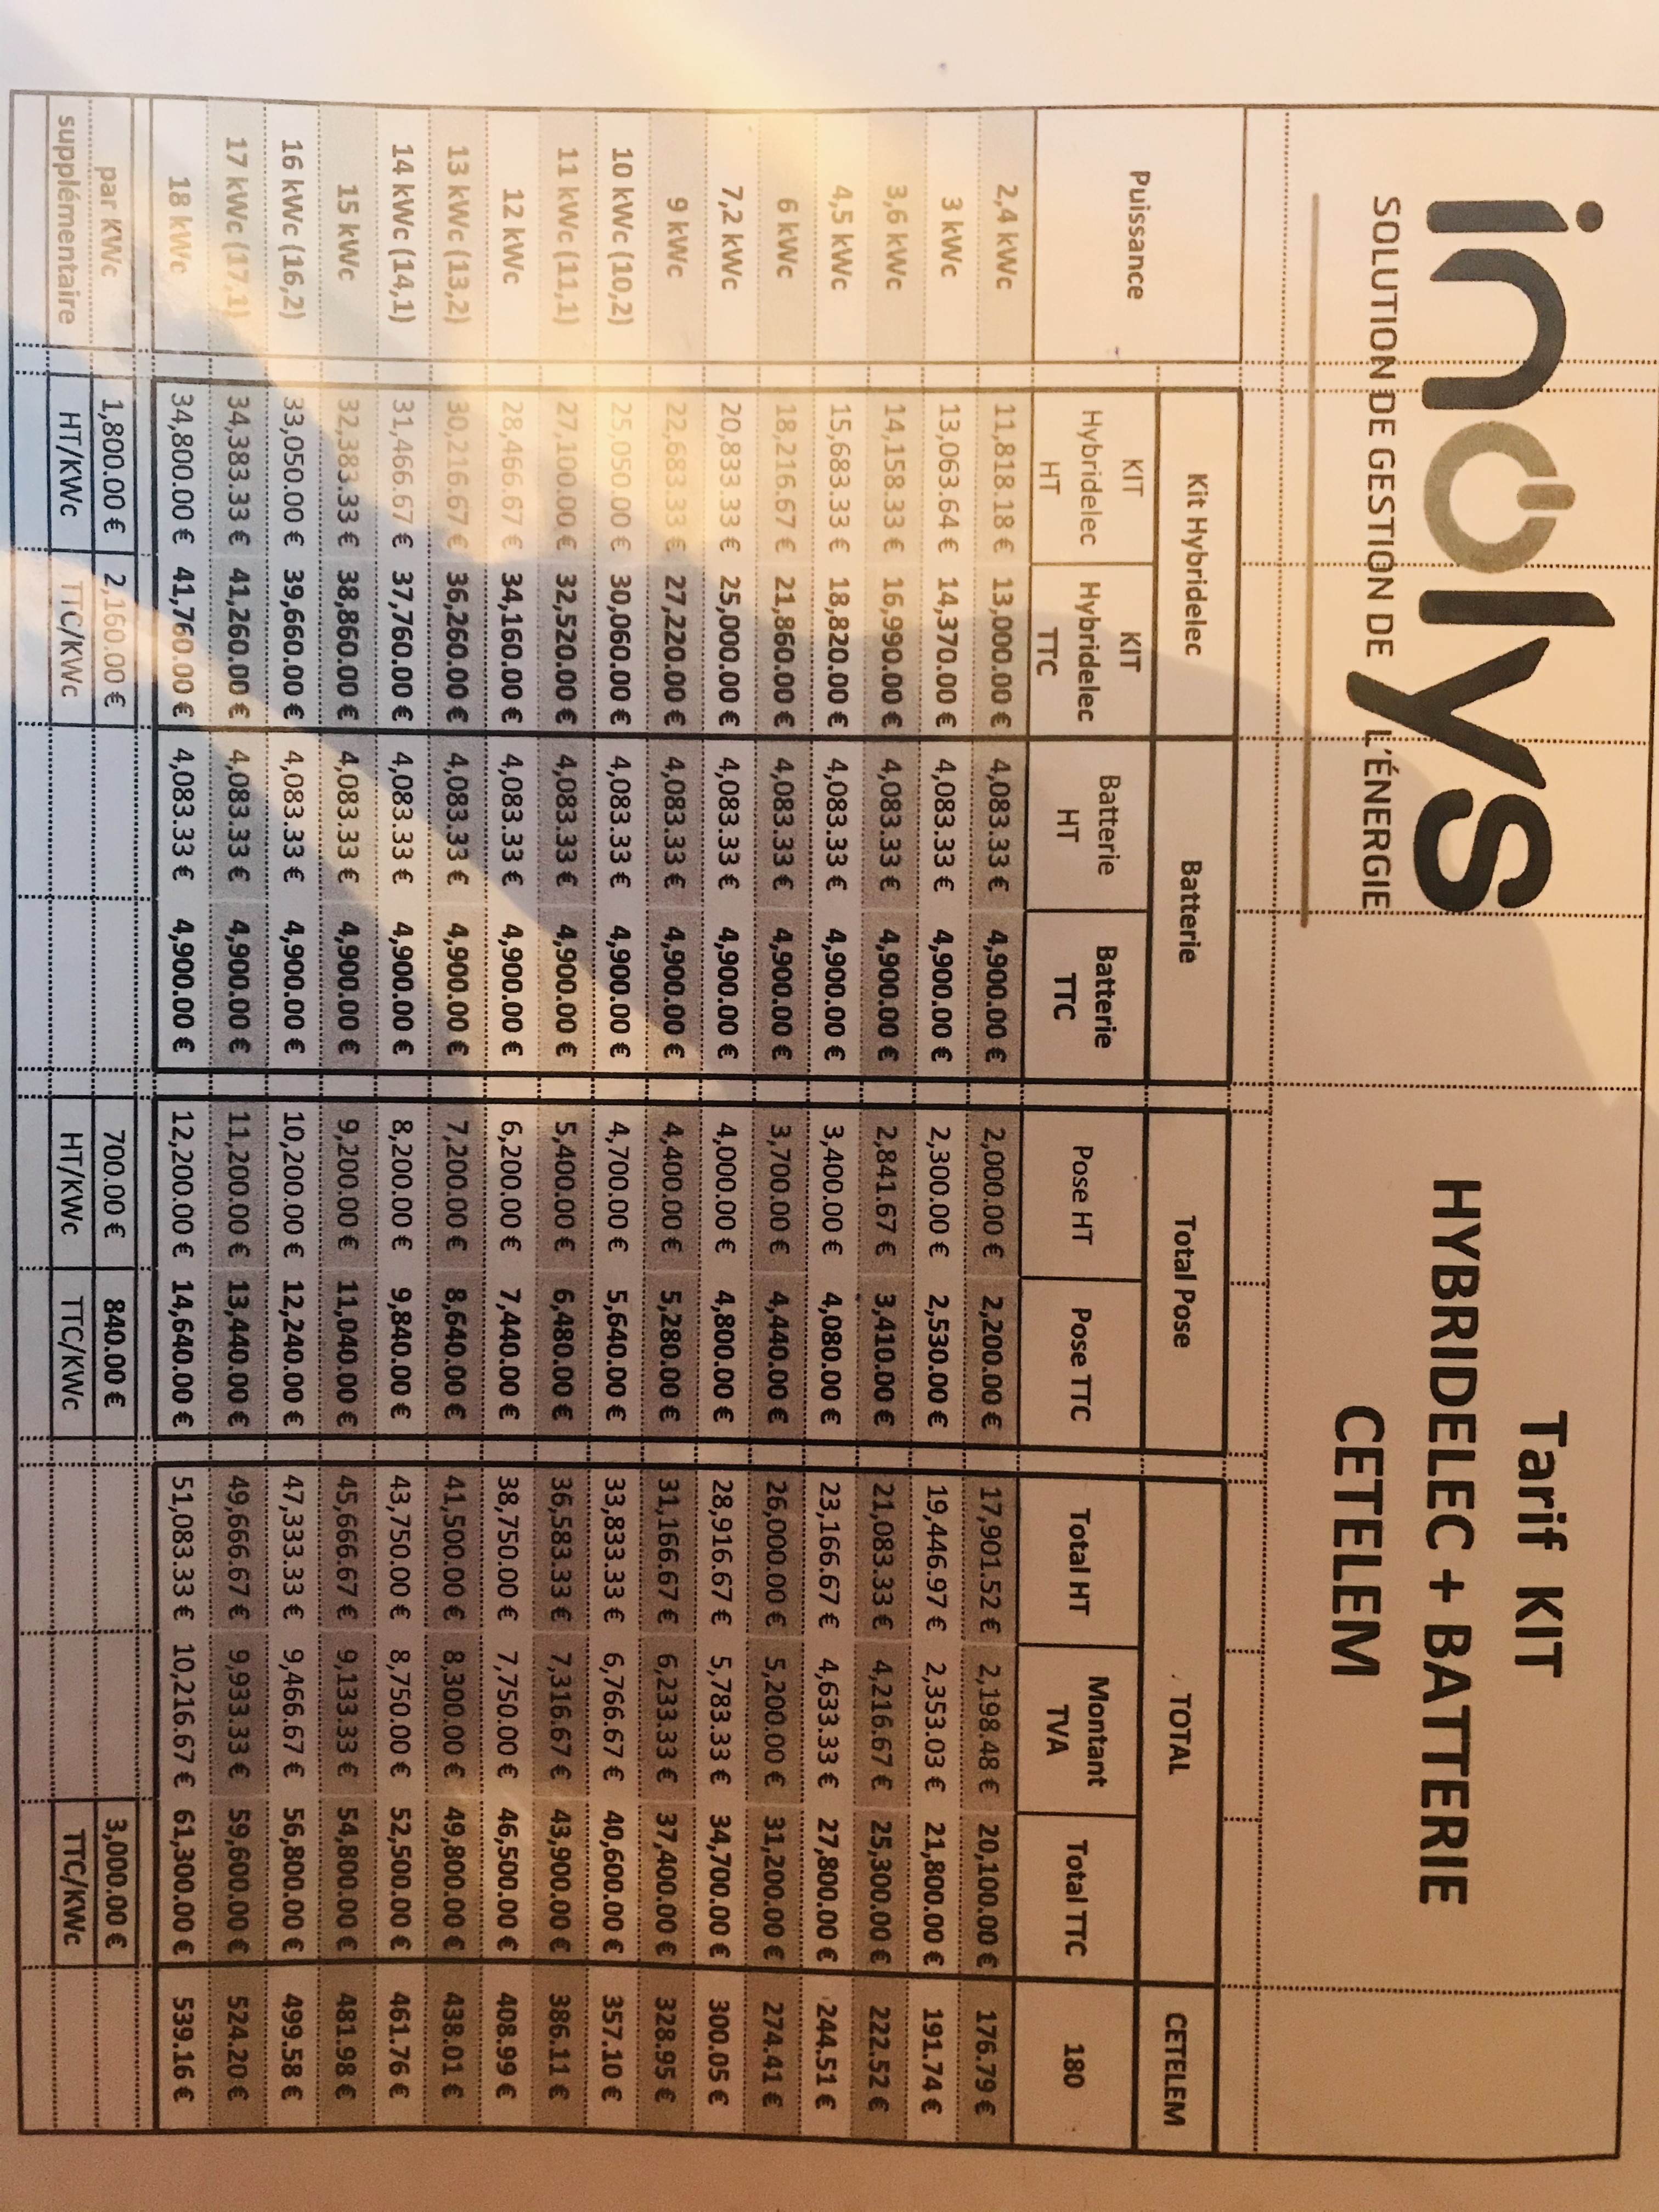 inolys
SOLUTION DE GESTION DE L'ÉNERGIE
Tarif KIT
HYBRIDELEC + BATTERIE
CETELEM
Puissance Kit Hybridelec Batterie Total Pose TOTAL CETELEM
KIT Hybridelec HT KIT Hybridelec TTC Batterie HT Batterie TTC Pose HT Pose TTC Total HT Montant TVA Total TTC 180
2,4 kWc 11,818.18 € 13,000.00 € 4,083.33 € 4,900.00 € 2,000.00 € 2,200.00 € 17,901.52 € 2,198.48 € 20,100.00 € 176.79 €
3 kWc 13,063.64 € 14,370.00 € 4,083.33 € 4,900.00 € 2,300.00 € 2,530.00 € 19,446.97 € 2,353.03 € 21,800.00 € 191.74 €
3,6 kWc 14,158.33 € 16,990.00 € 4,083.33 € 4,900.00 € 2,841.67 € 3,410.00 € 21,083.33 € 4,216.67 € 25,300.00 € 222.52 €
4,5 kWc 15,683.33 € 18,820.00 € 4,083.33 € 4,900.00 € 3,400.00 € 4,080.00 € 23,166.67 € 4,633.33 € 27,800.00 € 244.51 €
6 kWc 18,216.67 € 21,860.00 € 4,083.33 € 4,900.00 € 3,700.00 € 4,440.00 € 26,000.00 € 5,200.00 € 31,200.00 € 274.41 €
7,2 kWc 20,833.33 € 25,000.00 € 4,083.33 € 4,900.00 € 4,000.00 € 4,800.00 € 28,916.67 € 5,783.33 € 34,700.00 € 300.05 €
9 kWc 22,683.33 € 27,220.00 € 4,083.33 € 4,900.00 € 4,400.00 € 5,280.00 € 31,166.67 € 6,233.33 € 37,400.00 € 328.95 €
10 kWc (10,2) 25,050.00 € 30,060.00 € 4,083.33 € 4,900.00 € 4,700.00 € 5,640.00 € 33,833.33 € 6,766.67 € 40,600.00 € 357.10 €
11 kWc (11,1) 27,100.00 € 32,520.00 € 4,083.33 € 4,900.00 € 5,400.00 € 6,480.00 € 36,583.33 € 7,316.67 € 43,900.00 € 386.11 €
12 kWc 28,466.67 € 34,160.00 € 4,083.33 € 4,900.00 € 6,200.00 € 7,440.00 € 38,750.00 € 7,750.00 € 46,500.00 € 408.99 €
13 kWc (13,2) 30,216.67 € 36,260.00 € 4,083.33 € 4,900.00 € 7,200.00 € 8,640.00 € 41,500.00 € 8,300.00 € 49,800.00 € 438.01 €
14 kWc (14,1) 31,466.67 € 37,760.00 € 4,083.33 € 4,900.00 € 8,200.00 € 9,840.00 € 43,750.00 € 8,750.00 € 52,500.00 € 461.76 €
15 kWc 32,383.33 € 38,860.00 € 4,083.33 € 4,900.00 € 9,200.00 € 11,040.00 € 45,666.67 € 9,133.33 € 54,800.00 € 481.98 €
16 kWc (16,2) 33,050.00 € 39,660.00 € 4,083.33 € 4,900.00 € 10,200.00 € 12,240.00 € 47,333.33 € 9,466.67 € 56,800.00 € 499.58 €
17 kWc (17,1) 34,383.33 € 41,260.00 € 4,083.33 € 4,900.00 € 11,200.00 € 13,440.00 € 49,666.67 € 9,933.33 € 59,600.00 € 524.20 €
18 kWc 34,800.00 € 41,760.00 € 4,083.33 € 4,900.00 € 12,200.00 € 14,640.00 € 51,083.33 € 10,216.67 € 61,300.00 € 539.16 €
par KWc 1,800.00 € 2,160.00 € 700.00 € 840.00 € 3,000.00 €
supplémentaire HT/KWc TTC/KWc HT/KWc TTC/KWc TTC/KWc